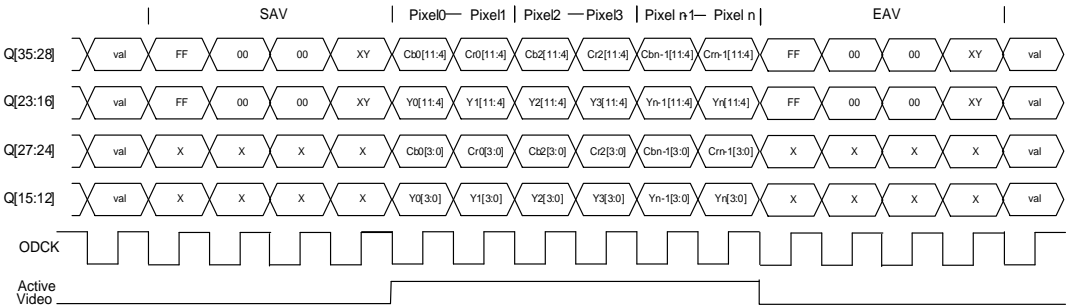 SAV Pixel0 Pixel1 Pixel2 Pixel3 Pixel n-1 Pixel n EAV
Q[35:28] val FF 00 00 XY Cb0[11:4] Cr0[11:4] Cb2[11:4] Cr2[11:4] Cbn-1[11:4] Crn-1[11:4] FF 00 00 XY val
Q[23:16] val FF 00 00 XY Y0[11:4] Y1[11:4] Y2[11:4] Y3[11:4] Yn-1[11:4] Yn[11:4] FF 00 00 XY val
Q[27:24] val X X X X Cb0[3:0] Cr0[3:0] Cb2[3:0] Cr2[3:0] Cbn-1[3:0] Crn-1[3:0] X X X X val
Q[15:12] val X X X X Y0[3:0] Y1[3:0] Y2[3:0] Y3[3:0] Yn-1[3:0] Yn[3:0] X X X X val
ODCK
Active
Video